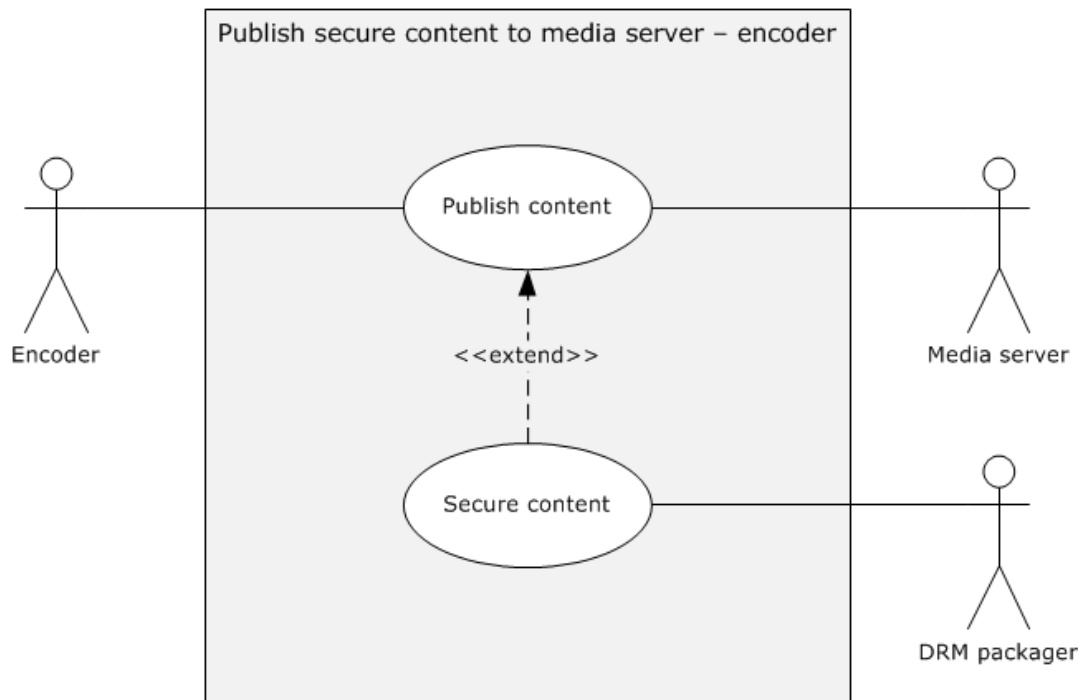 Publish secure content to media server – encoder
Publish content
Encoder
<<extend>>
Media server
Secure content
DRM packager